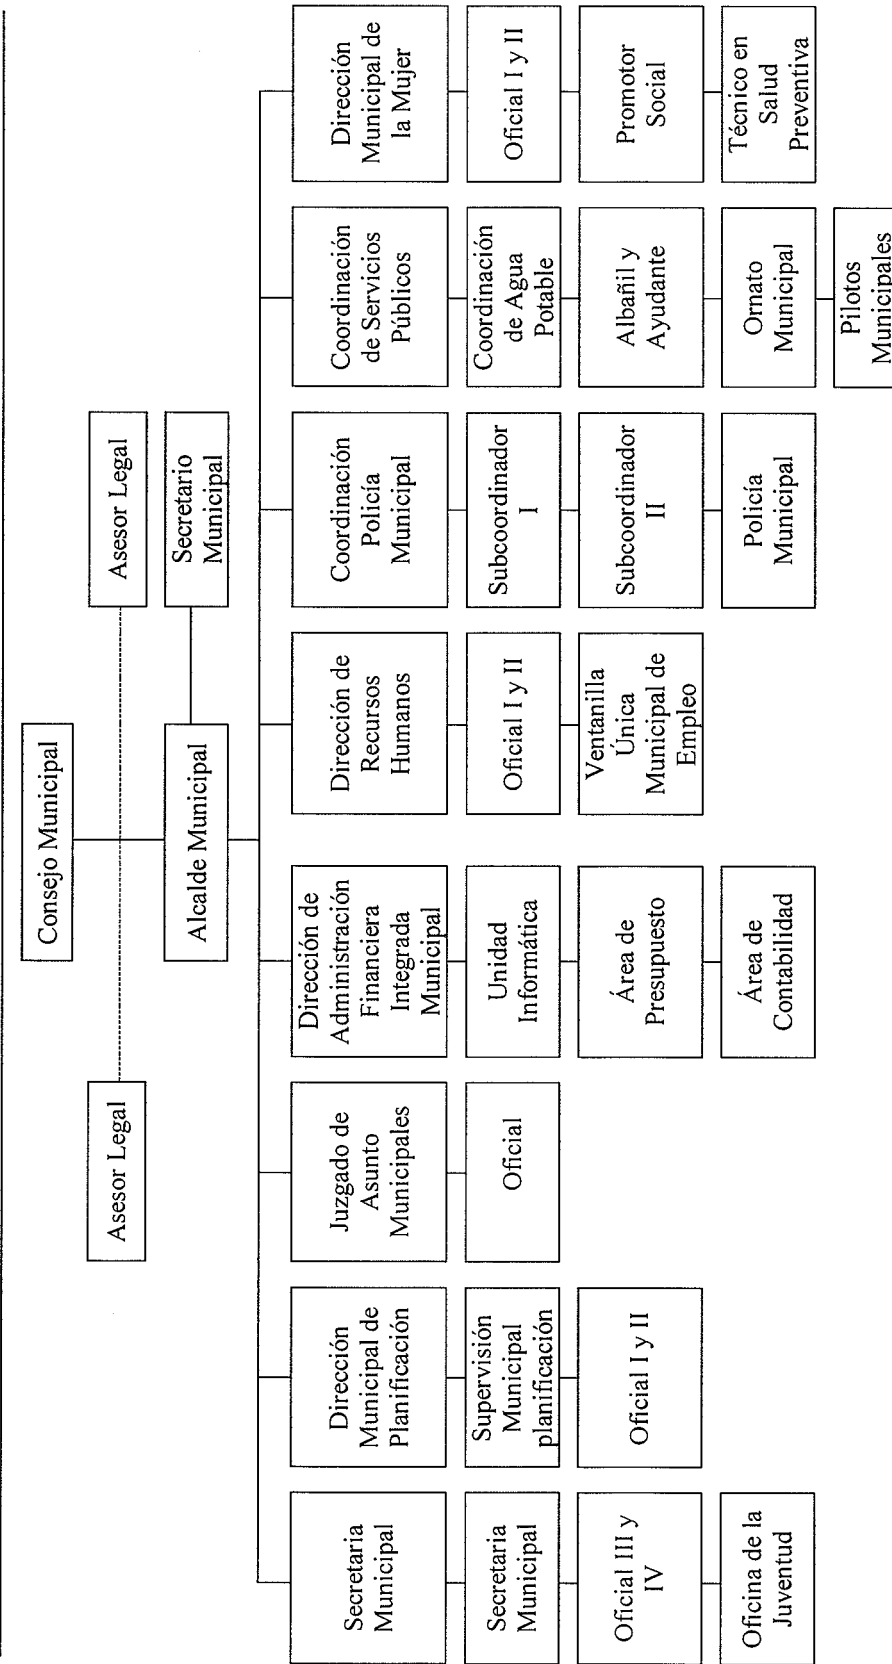 Consejo Municipal
Asesor Legal
Asesor Legal
Alcalde Municipal
Secretario
Municipal
Secretaria
Municipal
Secretaria
Municipal
Oficial III y
IV
Oficina de la
Juventud
Dirección
Municipal de
Planificación
Supervisión
Municipal
planificación
Oficial I y II
Juzgado de
Asunto
Municipales
Oficial
Dirección de
Administración
Financiera
Integrada
Municipal
Unidad
Informática
Área de
Presupuesto
Área de
Contabilidad
Dirección de
Recursos
Humanos
Oficial I y II
Ventanilla
Única
Municipal de
Empleo
Coordinación
Policía
Municipal
Subcoordinador
I
Subcoordinador
II
Policía
Municipal
Coordinación
de Servicios
Públicos
Coordinación
de Agua
Potable
Albañil y
Ayudante
Ornato
Municipal
Pilotos
Municipales
Dirección
Municipal de
la Mujer
Oficial I y II
Promotor
Social
Técnico en
Salud
Preventiva